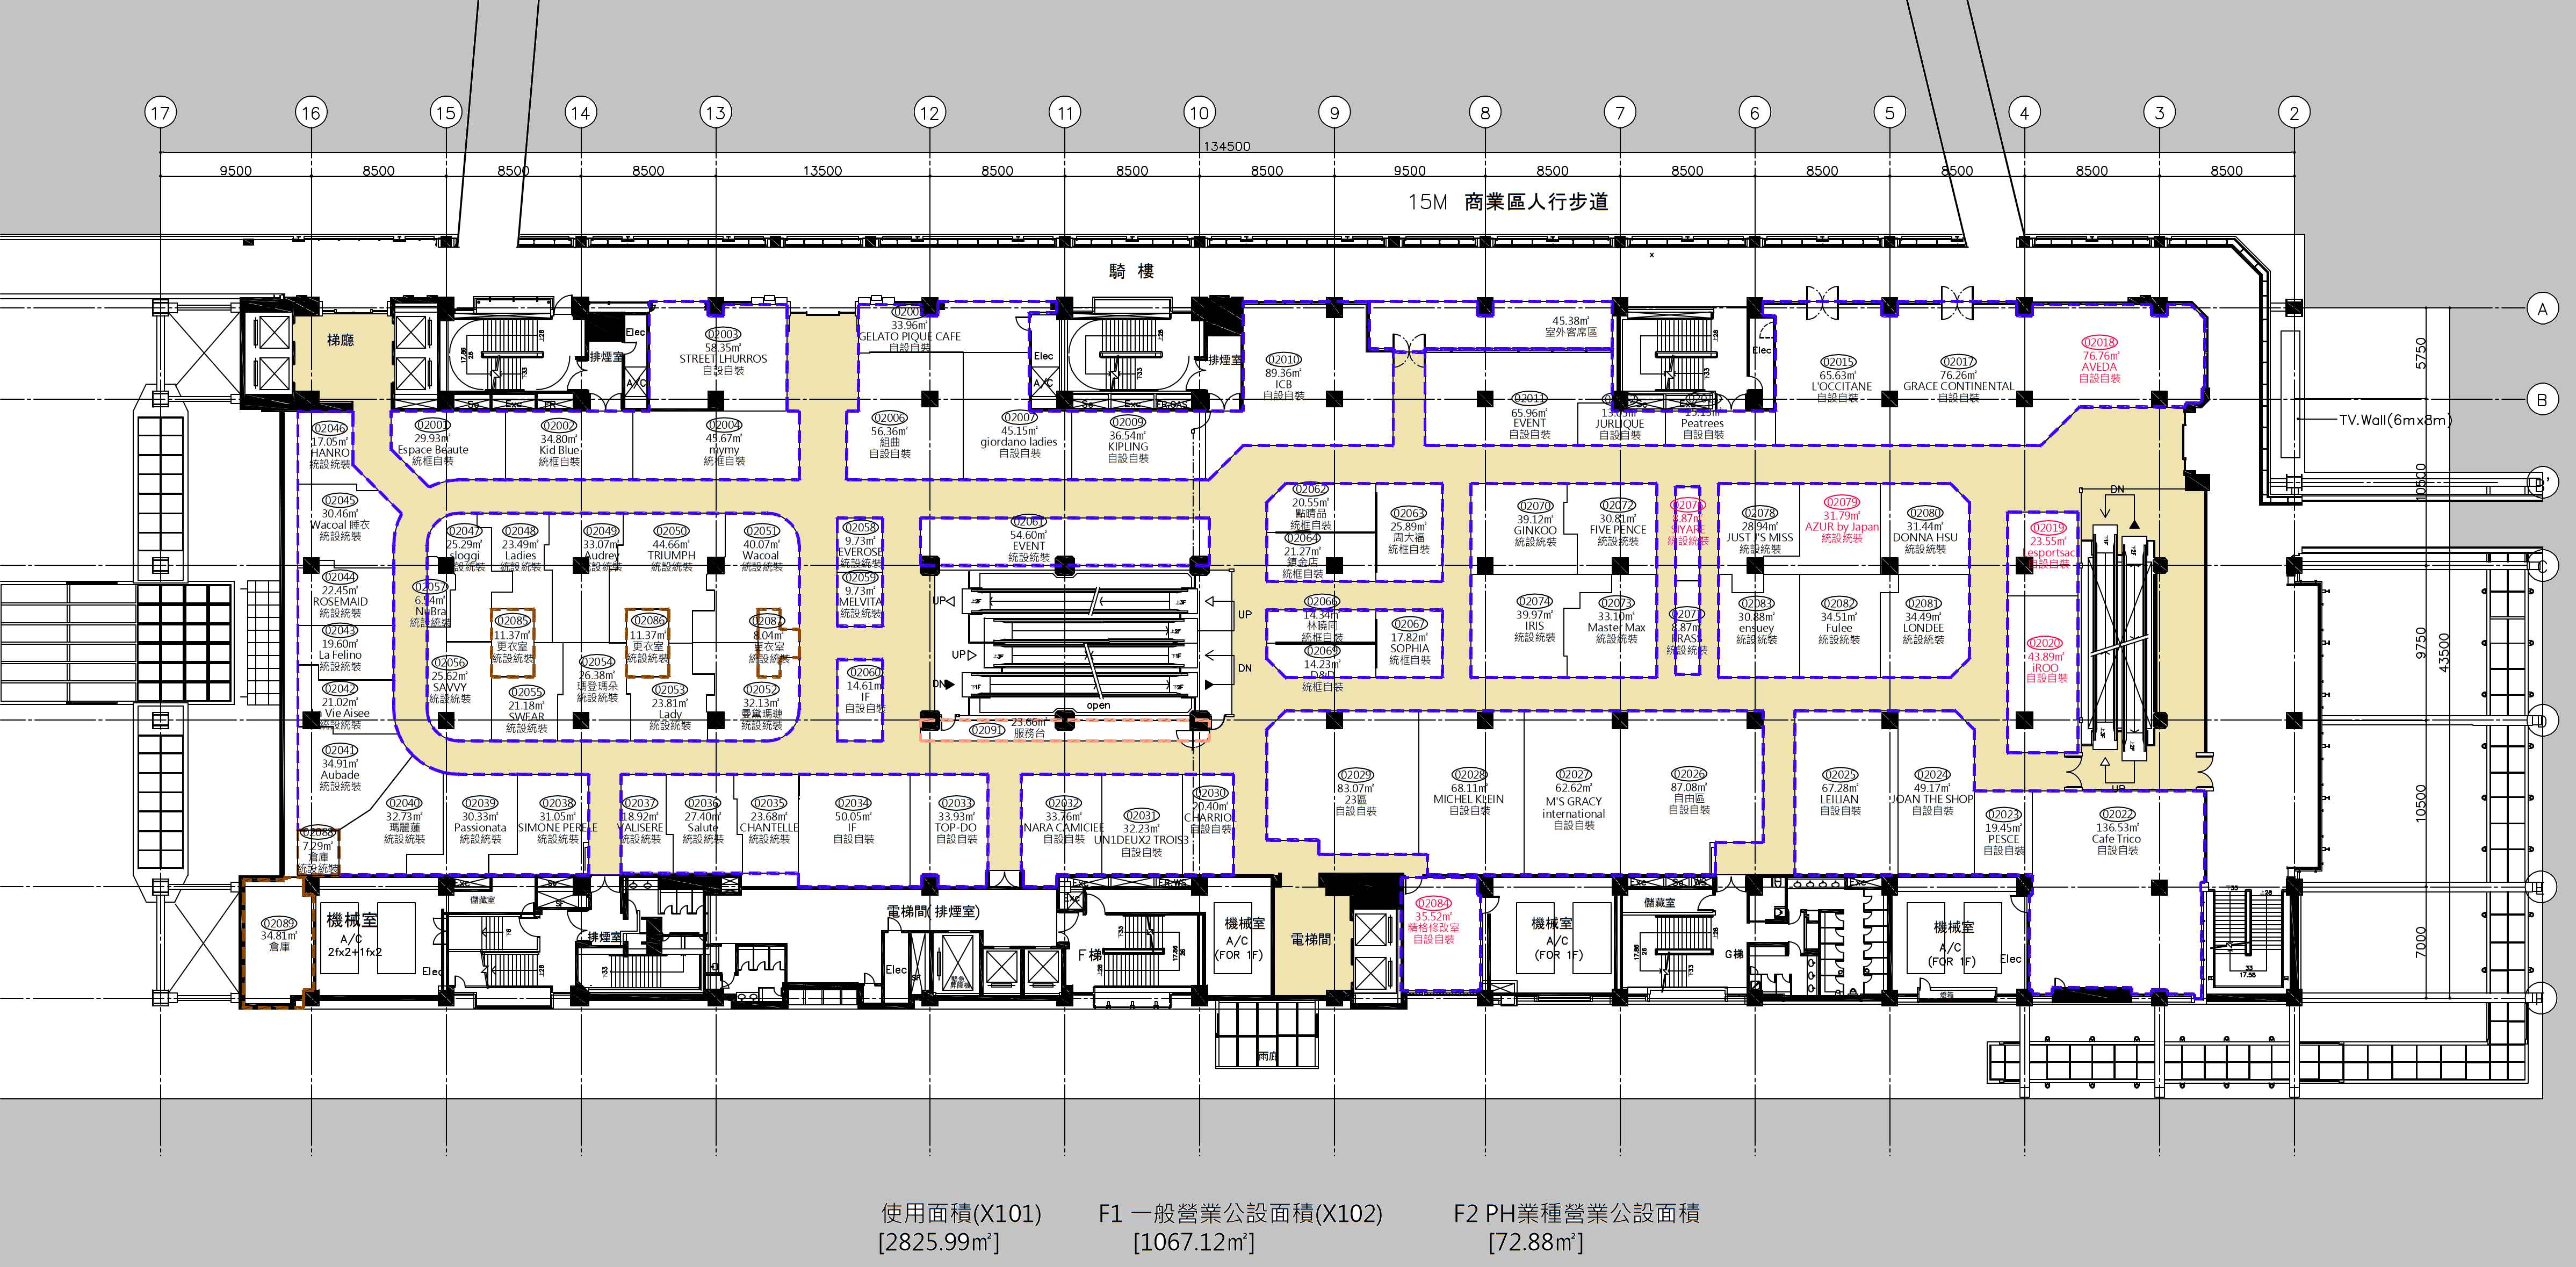 17 16 15 14 13 12 11 10 9 8 7 6 5 4 3 2
134500
9500 8500 8500 8500 13500 8500 8500 8500 9500 8500 8500 8500 8500 8500 8500
15M 商業區人行步道
騎 樓
A
B
B'
C
D
E
G
5750
10500
9750
43500
10500
7000
TV.Wall(6mx8m)
梯廳
排煙室
Elec
A/C
02003
58.35㎡
STREET LHURROS
自設自裝
33.96㎡
GELATO PIQUE CAFE
自設自裝
Elec
A/C
排煙室
02010
89.36㎡
ICB
自設自裝
45.38㎡
室外客席區
Elec
02015
65.63㎡
L'OCCITANE
自設自裝
02017
76.26㎡
GRACE CONTINENTAL
自設自裝
02018
76.76㎡
AVEDA
自設自裝
02046
17.05㎡
HANRO
統設統裝
02001
29.93㎡
Espace Beaute
統框自裝
02002
34.80㎡
Kid Blue
統框自裝
02004
45.67㎡
mymy
統框自裝
02006
56.36㎡
組曲
自設自裝
02007
45.15㎡
giordano ladies
自設自裝
02009
36.54㎡
KIPLING
自設自裝
02011
65.96㎡
EVENT
自設自裝
JURLIQUE
自設自裝
Peatrees
自設自裝
02045
30.46㎡
Wacoal 睡衣
統設統裝
02047
25.29㎡
sloggi
統設統裝
02048
23.49㎡
Ladies
統設統裝
02049
33.07㎡
Audrey
統設統裝
02050
44.66㎡
TRIUMPH
統設統裝
02051
40.07㎡
Wacoal
統設統裝
02058
9.73㎡
EVEROSE
統設統裝
02059
9.73㎡
MELVITA
統設統裝
02061
54.60㎡
EVENT
統設統裝
02062
20.55㎡
點睛品
統框自裝
02063
25.89㎡
周大福
統框自裝
02064
21.27㎡
鎮金店
統框自裝
02070
39.12㎡
GINKOO
統設統裝
02072
30.81㎡
FIVE PENCE
統設統裝
02076
8.87㎡
SIYARE
統設統裝
02078
28.94㎡
JUST J'S MISS
統設統裝
02079
31.79㎡
AZUR by Japan
統設統裝
02080
31.44㎡
DONNA HSU
統設統裝
02019
23.55㎡
Lesportsac
自設自裝
DN
02044
22.45㎡
ROSEMAID
統設統裝
02057
6.94㎡
NuBra
統設統裝
02085
11.37㎡
更衣室
統設統裝
02086
11.37㎡
更衣室
統設統裝
02087
8.04㎡
更衣室
統設統裝
UP
UP
UP
DN
DN
open
02066
14.34㎡
林曉同
統框自裝
02067
17.82㎡
SOPHIA
統框自裝
02069
14.23㎡
D&D
統框自裝
02074
39.97㎡
IRIS
統設統裝
02073
33.10㎡
Master Max
統設統裝
02077
8.87㎡
FRASS
統設統裝
02083
30.88㎡
ensuey
統設統裝
02082
34.51㎡
Fulee
統設統裝
02081
34.49㎡
LONDEE
統設統裝
02020
43.89㎡
iROO
自設自裝
02043
19.60㎡
La Felino
統設統裝
02042
21.02㎡
Vie Aisee
統設統裝
02056
25.62㎡
SAVVY
統設統裝
02055
21.18㎡
SWEAR
統設統裝
02054
26.38㎡
瑪登瑪朵
統設統裝
02053
23.81㎡
Lady
統設統裝
02052
32.13㎡
曼黛瑪璉
統設統裝
02060
14.61㎡
IF
自設自裝
02091
23.66㎡
服務台
02041
34.91㎡
Aubade
統設統裝
02040
32.73㎡
瑪麗蓮
統設統裝
02039
30.33㎡
Passionata
統設統裝
02038
31.05㎡
SIMONE PERELE
統設統裝
02037
18.92㎡
VALISERE
統設統裝
02036
27.40㎡
Salute
統設統裝
02035
23.68㎡
CHANTELLE
統設統裝
02034
50.05㎡
IF
自設自裝
02033
33.93㎡
TOP-DO
自設自裝
02032
33.76㎡
NARA CAMICIEE
自設自裝
02031
32.23㎡
UN1DEUX2 TROIS3
自設自裝
02030
20.40㎡
CHARRIOL
自設自裝
02029
83.07㎡
23區
自設自裝
02028
68.11㎡
MICHEL KLEIN
自設自裝
02027
62.62㎡
M'S GRACY
international
自設自裝
02026
87.08㎡
自由區
自設自裝
02025
67.28㎡
LEILIAN
自設自裝
02024
49.17㎡
JOAN THE SHOP
自設自裝
02023
19.45㎡
PESCE
自設自裝
02022
136.53㎡
Cafe Trico
自設自裝
UP
02088
7.29㎡
倉庫
統設統裝
02089
34.81㎡
倉庫
機械室
A/C
2fx2+1fx2
Elec
儲藏室
排煙室
電梯間(排煙室)
Elec
F梯
機械室
A/C
(FOR 1F)
電梯間
02084
35.52㎡
精格修改室
自設自裝
機械室
A/C
(FOR 1F)
儲藏室
G梯
機械室
A/C
(FOR 1F)
Elec
雨庇
使用面積(X101) F1 一般營業公設面積(X102) F2 PH業種營業公設面積
[2825.99㎡] [1067.12㎡] [72.88㎡]